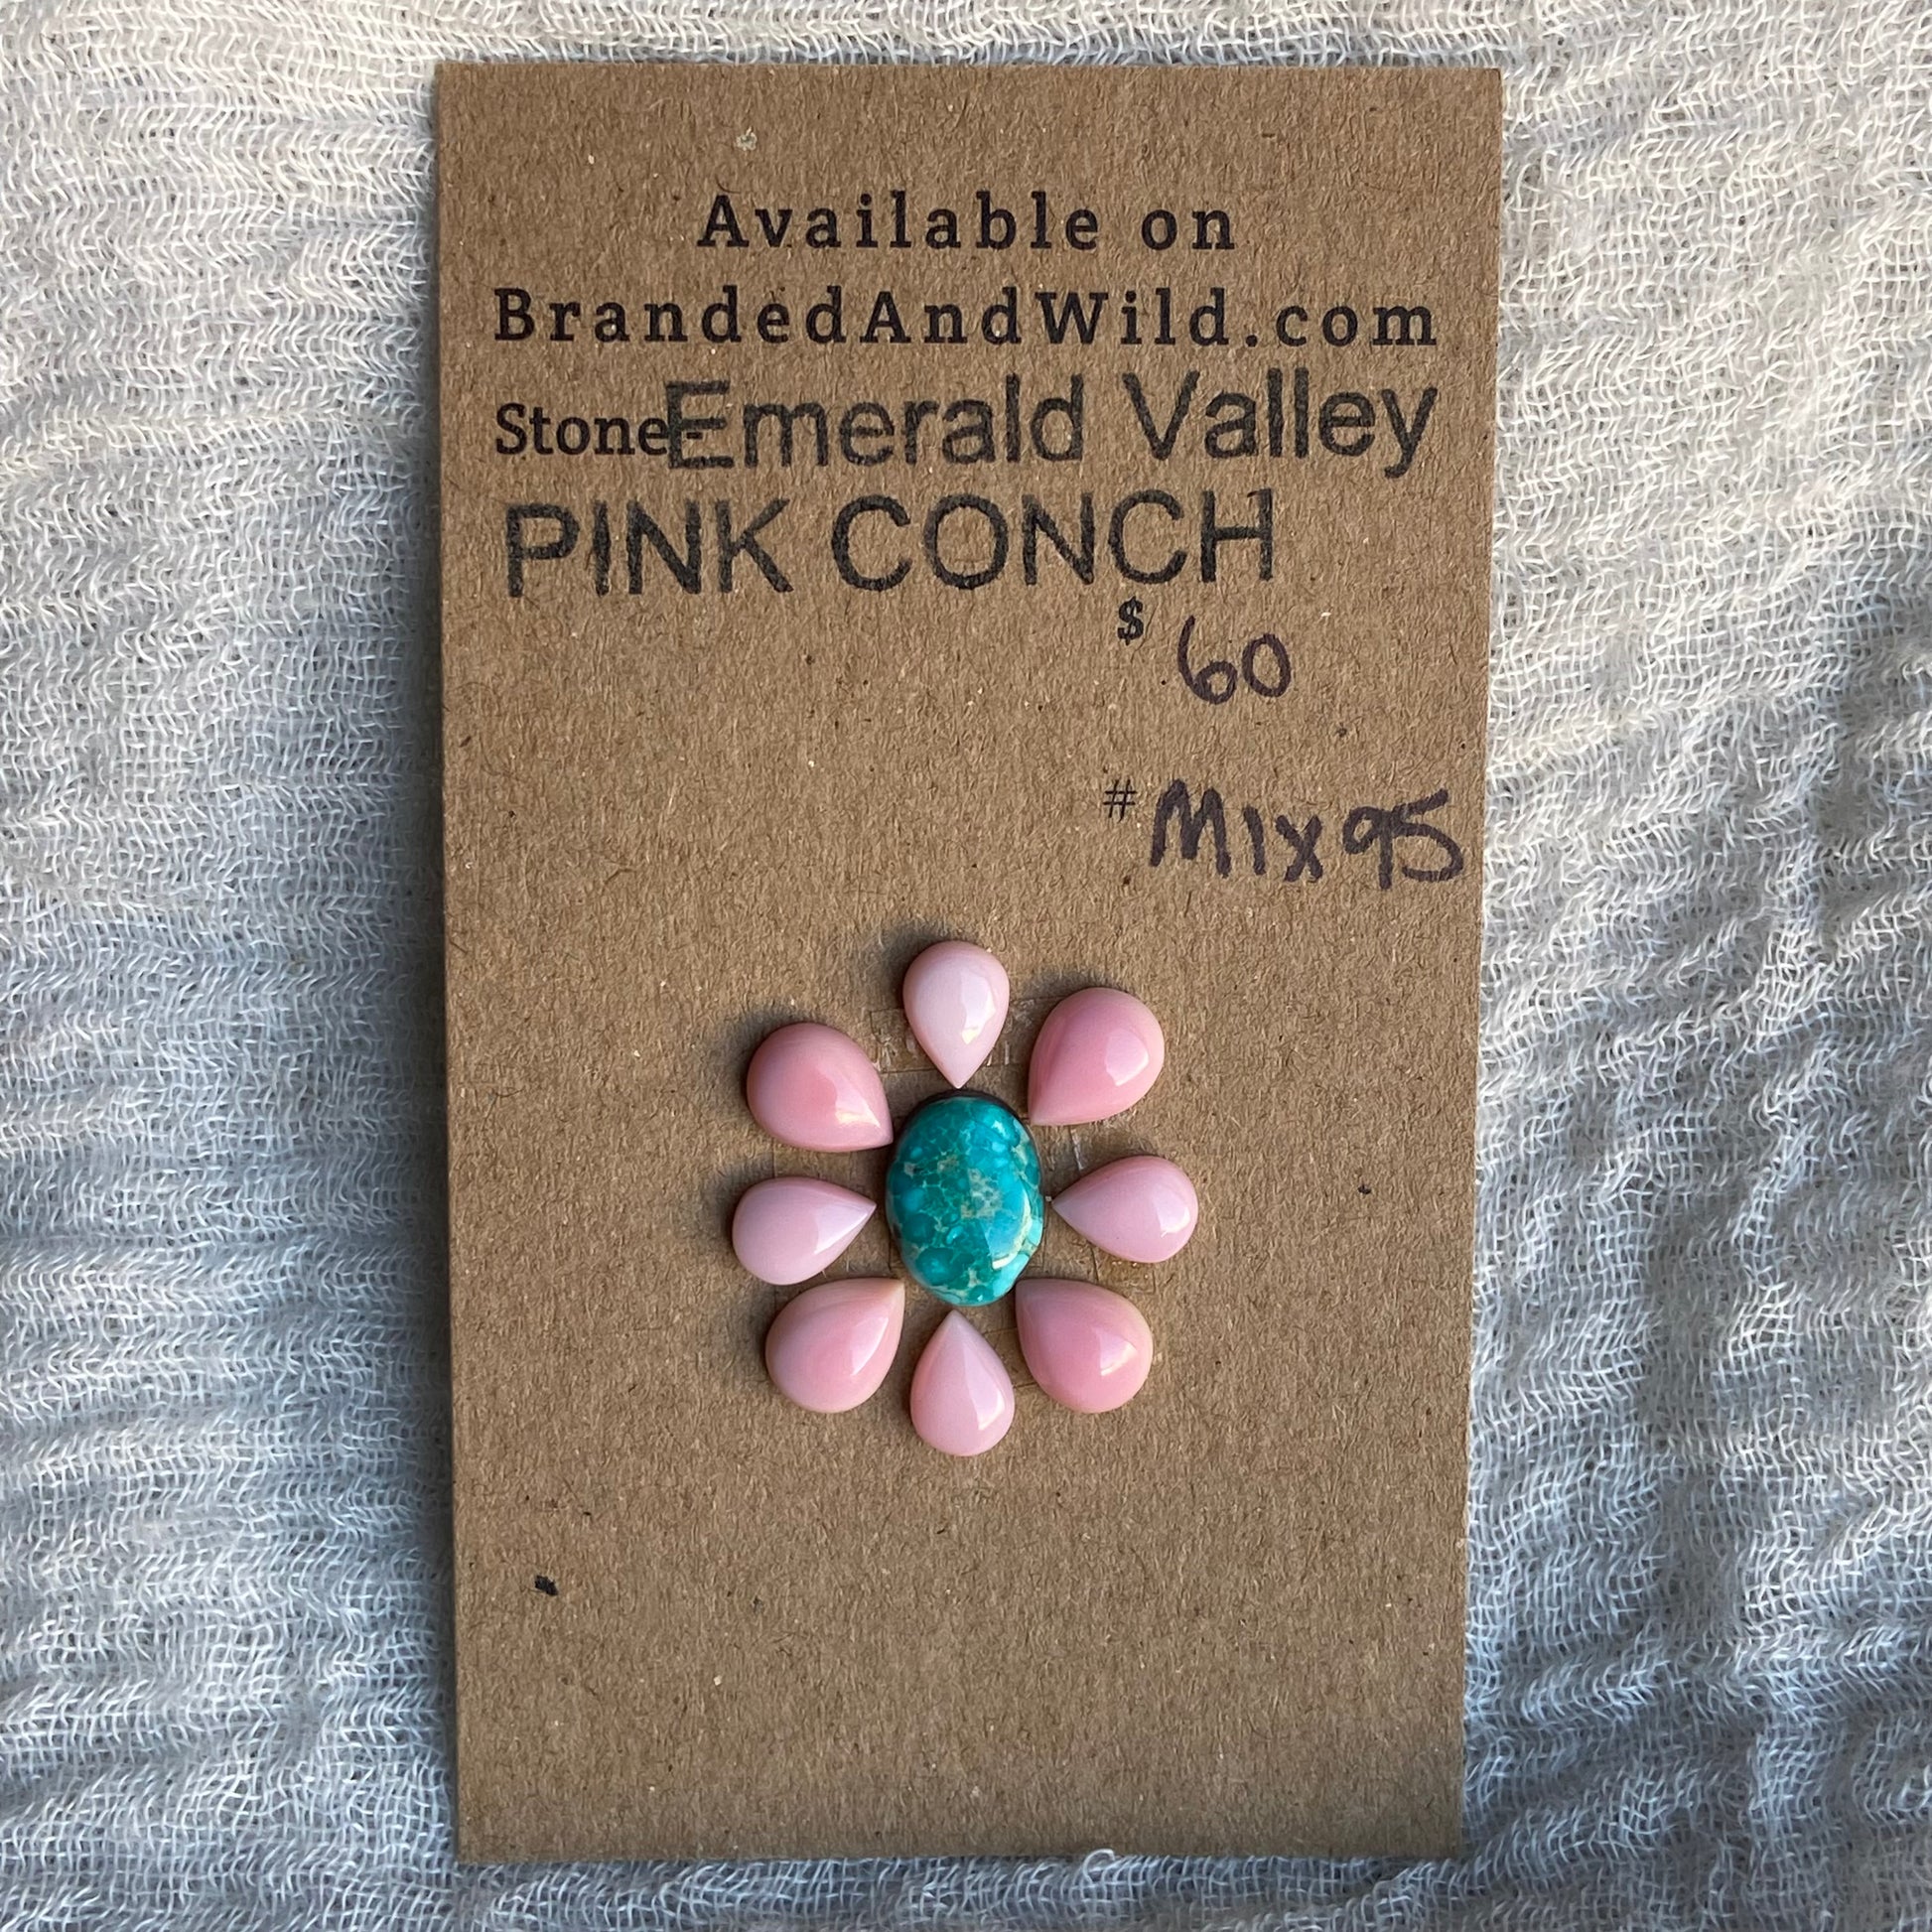 Available on
BrandedAndWild.com
Stone- Emerald Valley
PINK CONCH
$ 60
# Mix95